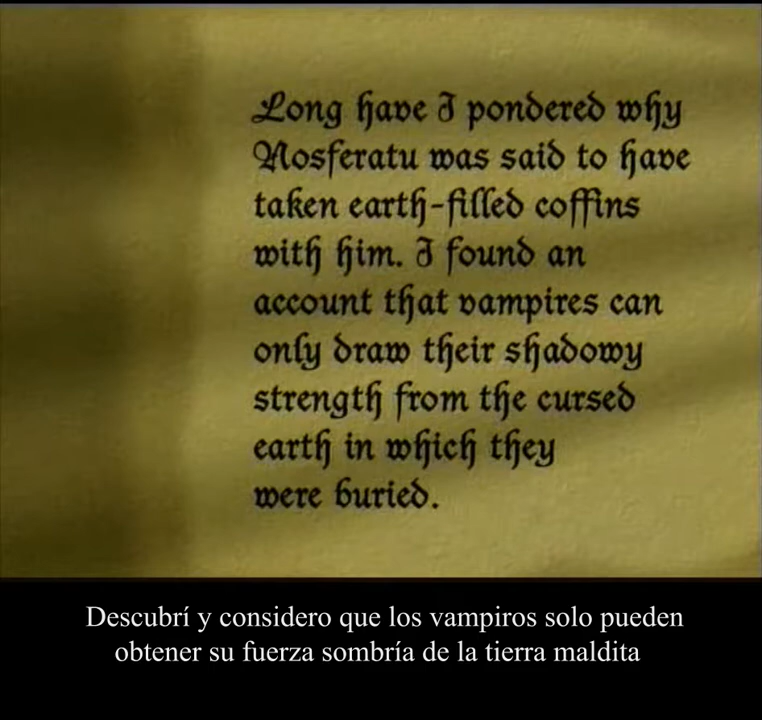 Long have I pondered why
Nosferatu was said to have
taken earth-filled coffins
with him. I found an
account that vampires can
only draw their shadowy
strength from the cursed
earth in which they
were buried.
Descubrí y considero que los vampiros solo pueden
obtener su fuerza sombría de la tierra maldita